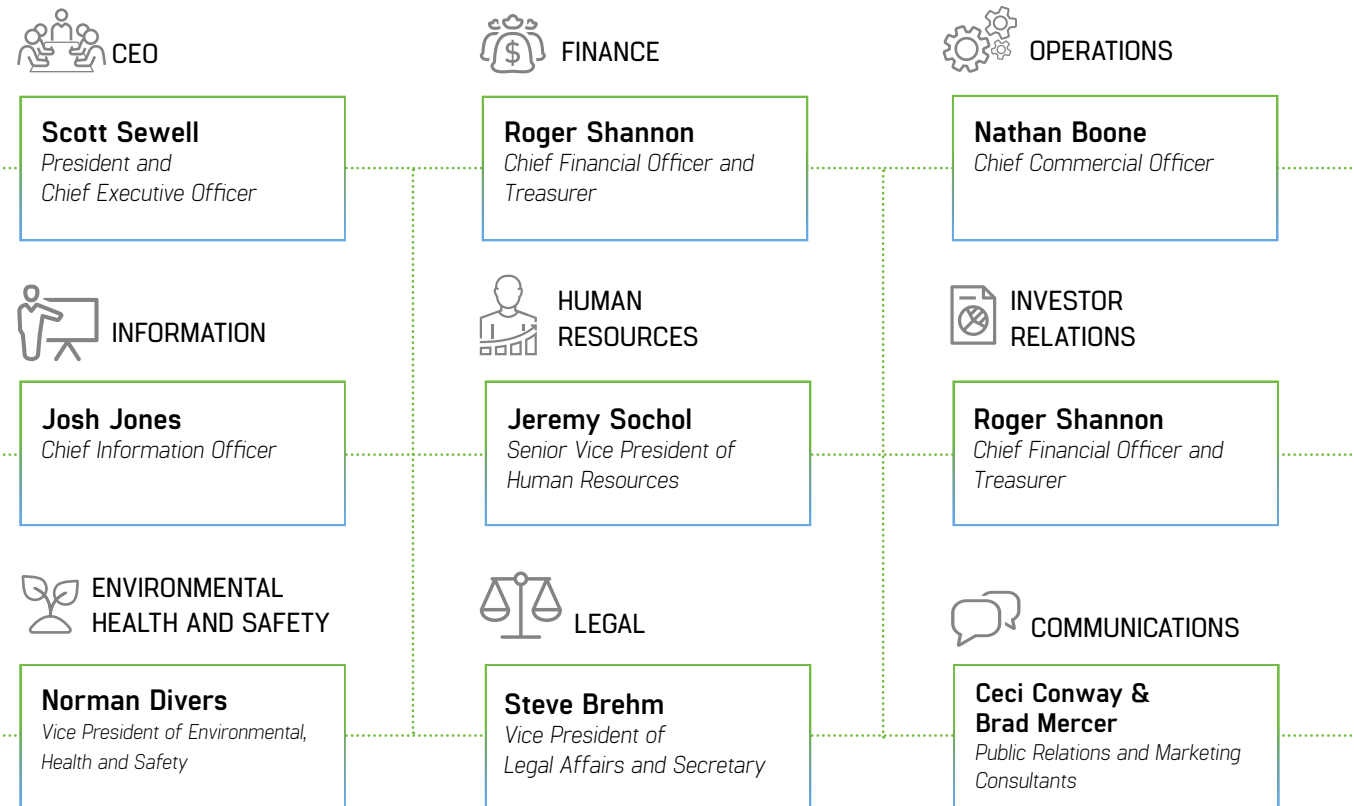 CEO
Scott Sewell
President and
Chief Executive Officer
FINANCE
$
Roger Shannon
Chief Financial Officer and
Treasurer
OPERATIONS
Nathan Boone
Chief Commercial Officer
INFORMATION
Josh Jones
Chief Information Officer
HUMAN
RESOURCES
Jeremy Sochol
Senior Vice President of
Human Resources
INVESTOR
RELATIONS
Roger Shannon
Chief Financial Officer and
Treasurer
ENVIRONMENTAL
HEALTH AND SAFETY
Norman Divers
Vice President of Environmental,
Health and Safety
LEGAL
Steve Brehm
Vice President of
Legal Affairs and Secretary
COMMUNICATIONS
Ceci Conway &
Brad Mercer
Public Relations and Marketing
Consultants